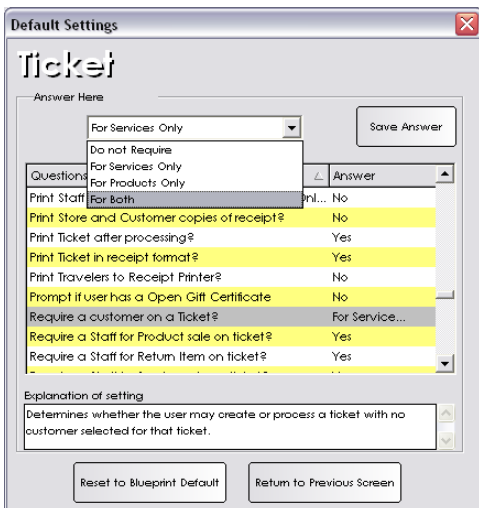 Default Settings
Ticket
Answer Here
For Services Only
Save Answer
Do not Require
For Services Only
For Products Only
For Both
Questions
Answer
Print Staff
Onl... No
Print Store and Customer copies of receipt? No
Print Ticket after processing? Yes
Print Ticket in receipt format? Yes
Print Travelers to Receipt Printer? No
Prompt if user has a Open Gift Certificate No
Require a customer on a Ticket? For Service...
Require a Staff for Product sale on ticket? Yes
Require a Staff for Return Item on ticket? Yes
Explanation of setting
Determines whether the user may create or process a ticket with no
customer selected for that ticket.
Reset to Blueprint Default
Return to Previous Screen